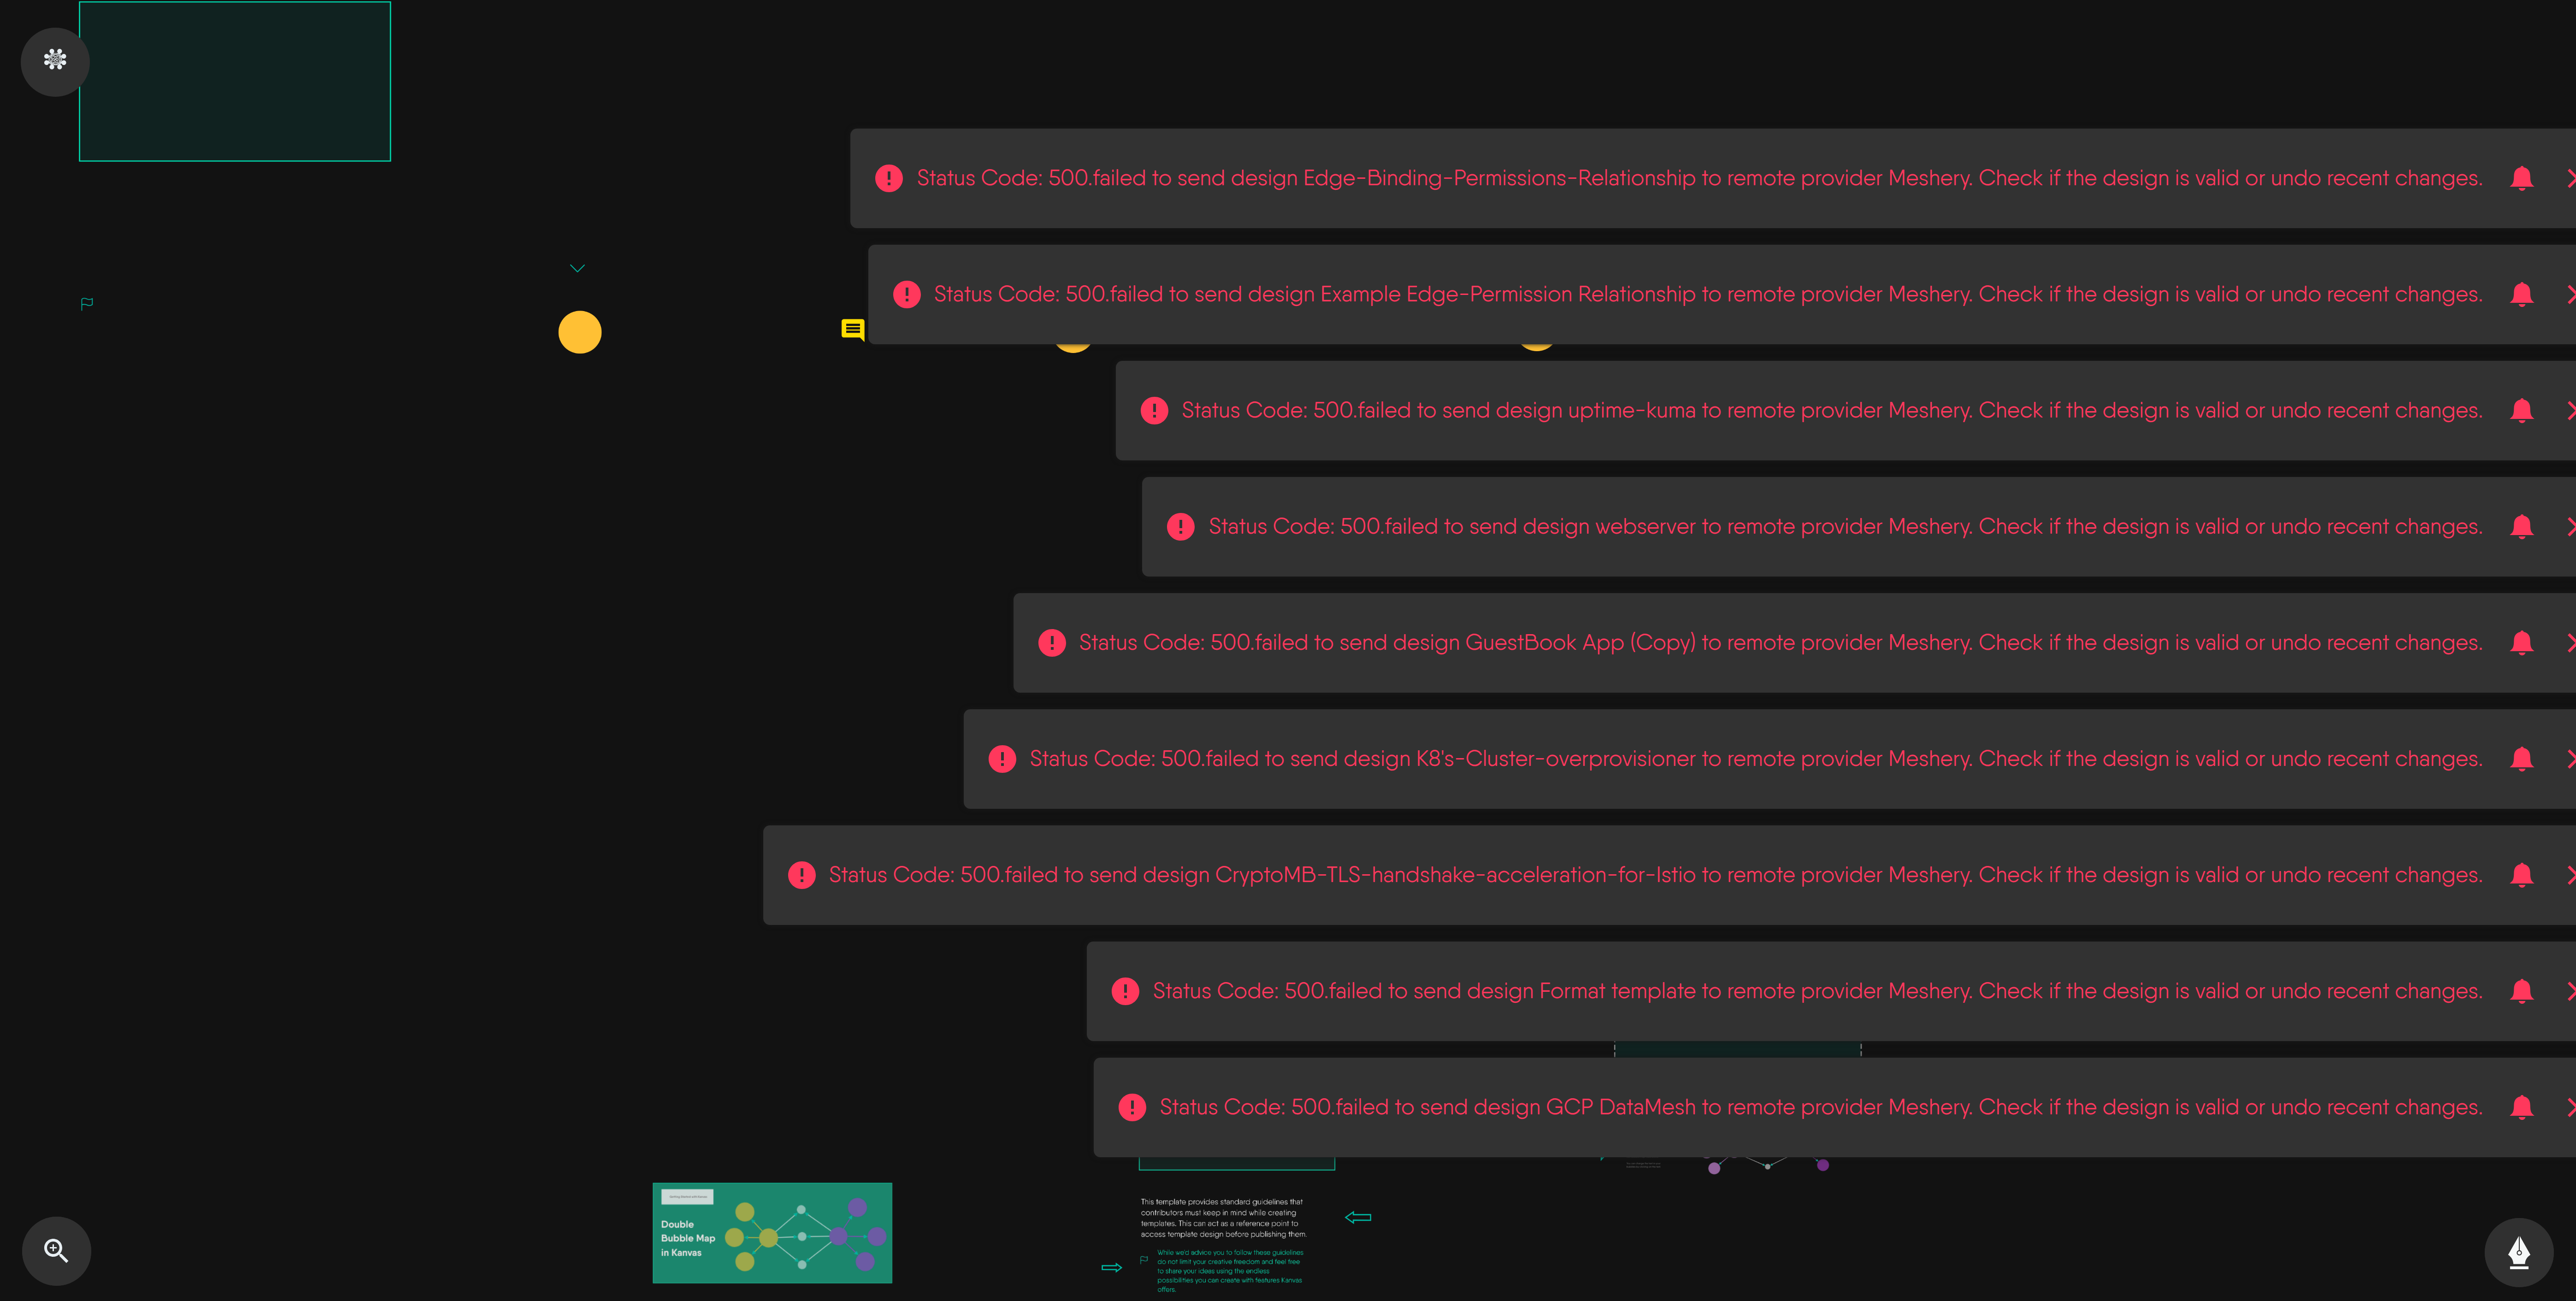 Status Code: 500.failed to send design Edge-Binding-Permissions-Relationship to remote provider Meshery. Check if the design is valid or undo recent changes.
Status Code: 500.failed to send design Example Edge-Permission Relationship to remote provider Meshery. Check if the design is valid or undo recent changes.
Status Code: 500.failed to send design uptime-kuma to remote provider Meshery. Check if the design is valid or undo recent changes.
Status Code: 500.failed to send design webserver to remote provider Meshery. Check if the design is valid or undo recent changes.
Status Code: 500.failed to send design GuestBook App (Copy) to remote provider Meshery. Check if the design is valid or undo recent changes.
Status Code: 500.failed to send design K8's-Cluster-overprovisioner to remote provider Meshery. Check if the design is valid or undo recent changes.
Status Code: 500.failed to send design CryptoMB-TLS-handshake-acceleration-for-Istio to remote provider Meshery. Check if the design is valid or undo recent changes.
Status Code: 500.failed to send design Format template to remote provider Meshery. Check if the design is valid or undo recent changes.
Status Code: 500.failed to send design GCP DataMesh to remote provider Meshery. Check if the design is valid or undo recent changes.
Double
Bubble Map
in Kanvas
This template provides standard guidelines that
contributors must keep in mind while creating
templates. This can act as a reference point to
access template design before publishing them.
While we'd advice you to follow these guidelines
do not limit your creative freedom and feel free
to share your ideas using the endless
possibilities you can create with features Kanvas
offers.